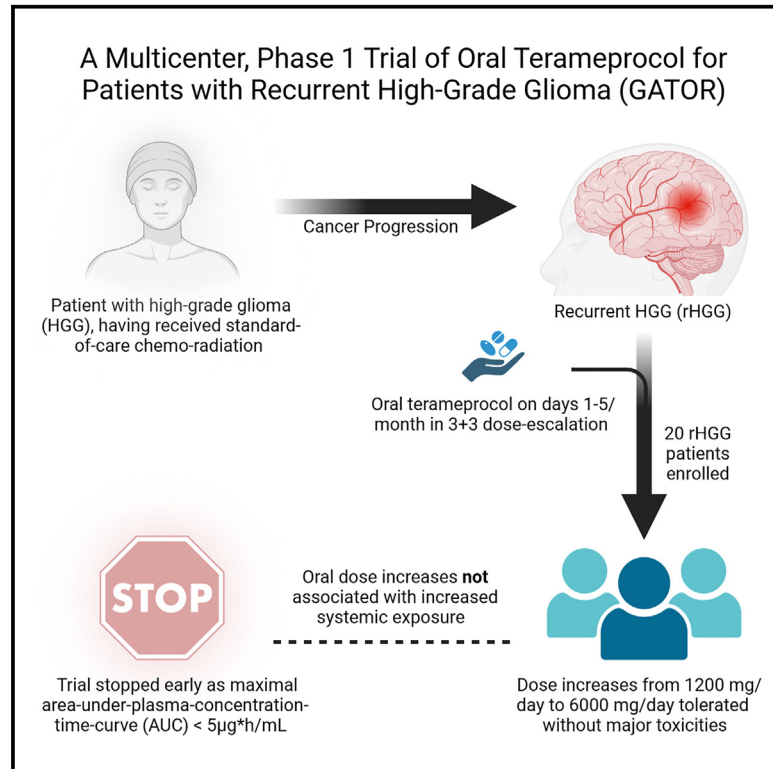 A Multicenter, Phase 1 Trial of Oral Terameprocol for
Patients with Recurrent High-Grade Glioma (GATOR)
Cancer Progression
Patient with high-grade glioma
(HGG), having received standard-
of-care chemo-radiation
Recurrent HGG (rHGG)
Oral terameprocol on days 1-5/
month in 3+3 dose-escalation
20 rHGG
patients
enrolled
STOP
Oral dose increases not
associated with increased
systemic exposure
Trial stopped early as maximal
area-under-plasma-concentration-
time-curve (AUC) < 5µg*h/mL
Dose increases from 1200 mg/
day to 6000 mg/day tolerated
without major toxicities